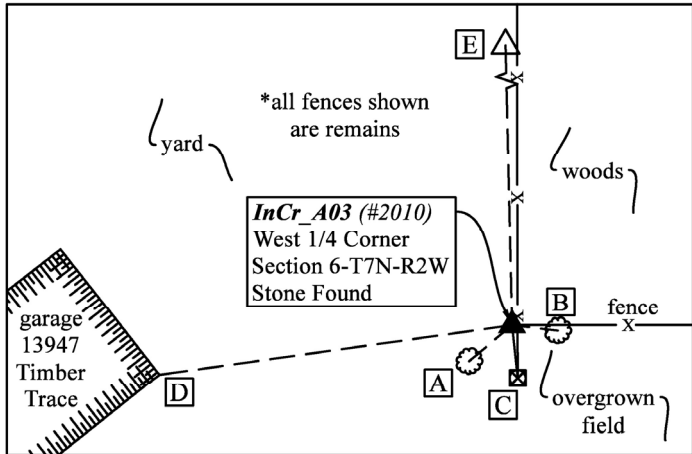 E
*all fences shown
are remains
yard
woods
InCr_A03 (#2010)
West 1/4 Corner
Section 6-T7N-R2W
Stone Found
B
fence
garage
13947
Timber
Trace
A
D
C
overgrown
field
X
X
X
X